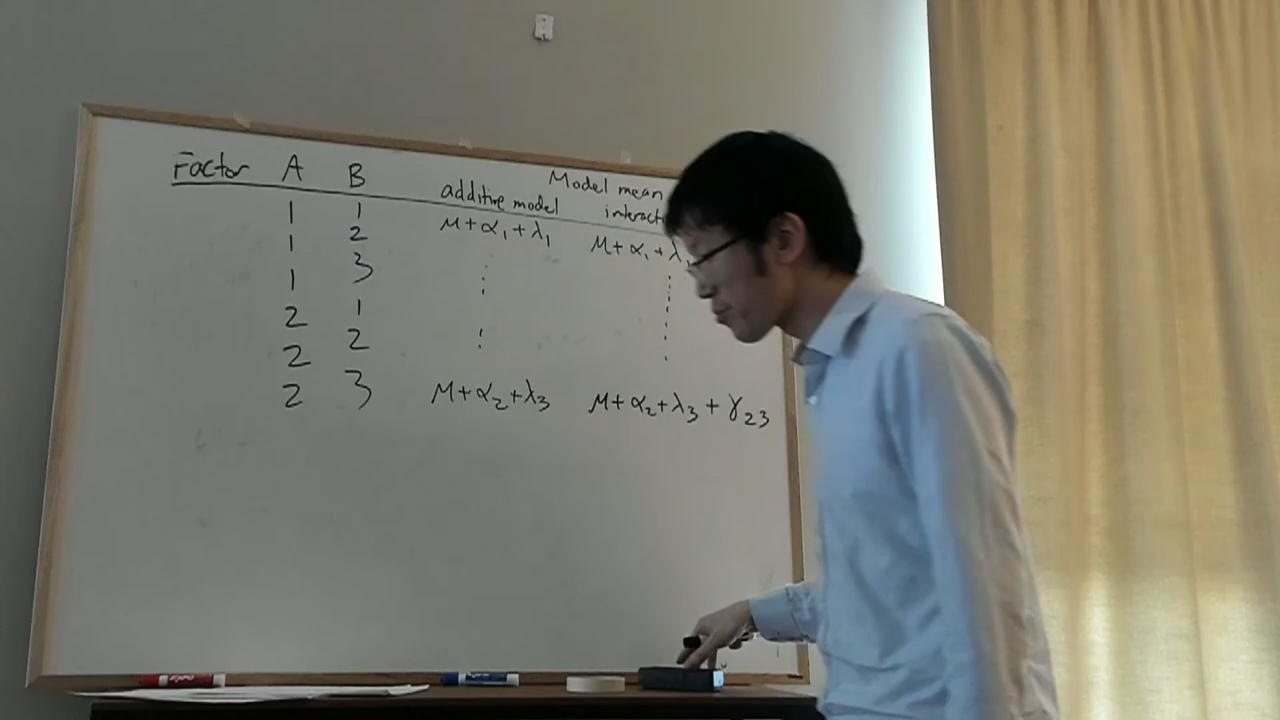 Factor A B additive model Model mean
1 1 μ+α₁+λ₁ μ+α₁+λ
1 2
1 3
2 1
2 2
2 3 μ+α₂+λ₃ μ+α₂+λ₃+γ₂₃